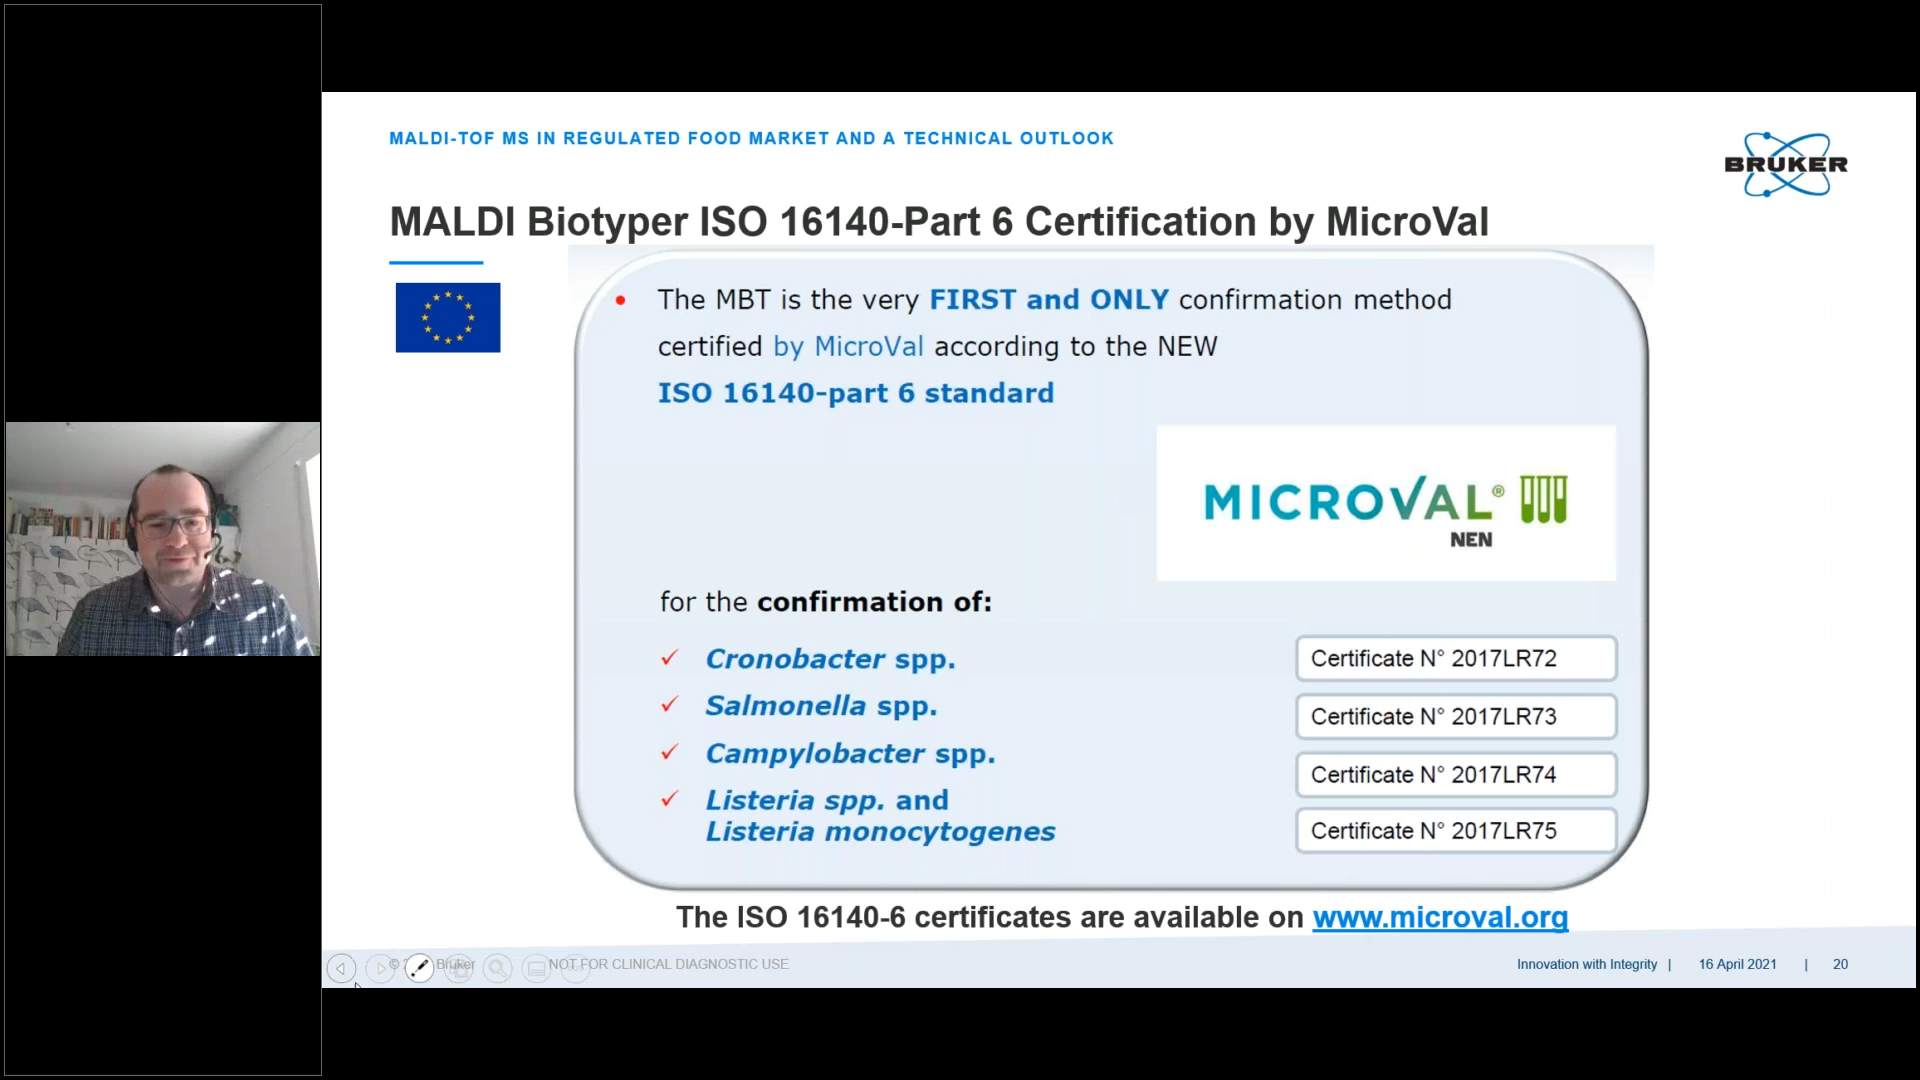 MALDI-TOF MS IN REGULATED FOOD MARKET AND A TECHNICAL OUTLOOK
BRUKER
MALDI Biotyper ISO 16140-Part 6 Certification by MicroVal
• The MBT is the very FIRST and ONLY confirmation method
certified by MicroVal according to the NEW
ISO 16140-part 6 standard
MICROVAL®
NEN
for the confirmation of:
✓ Cronobacter spp.
Certificate N° 2017LR72
✓ Salmonella spp.
Certificate N° 2017LR73
✓ Campylobacter spp.
Certificate N° 2017LR74
✓ Listeria spp. and
Listeria monocytogenes
Certificate N° 2017LR75
The ISO 16140-6 certificates are available on www.microval.org
© Bruker
NOT FOR CLINICAL DIAGNOSTIC USE
Innovation with Integrity | 16 April 2021 | 20